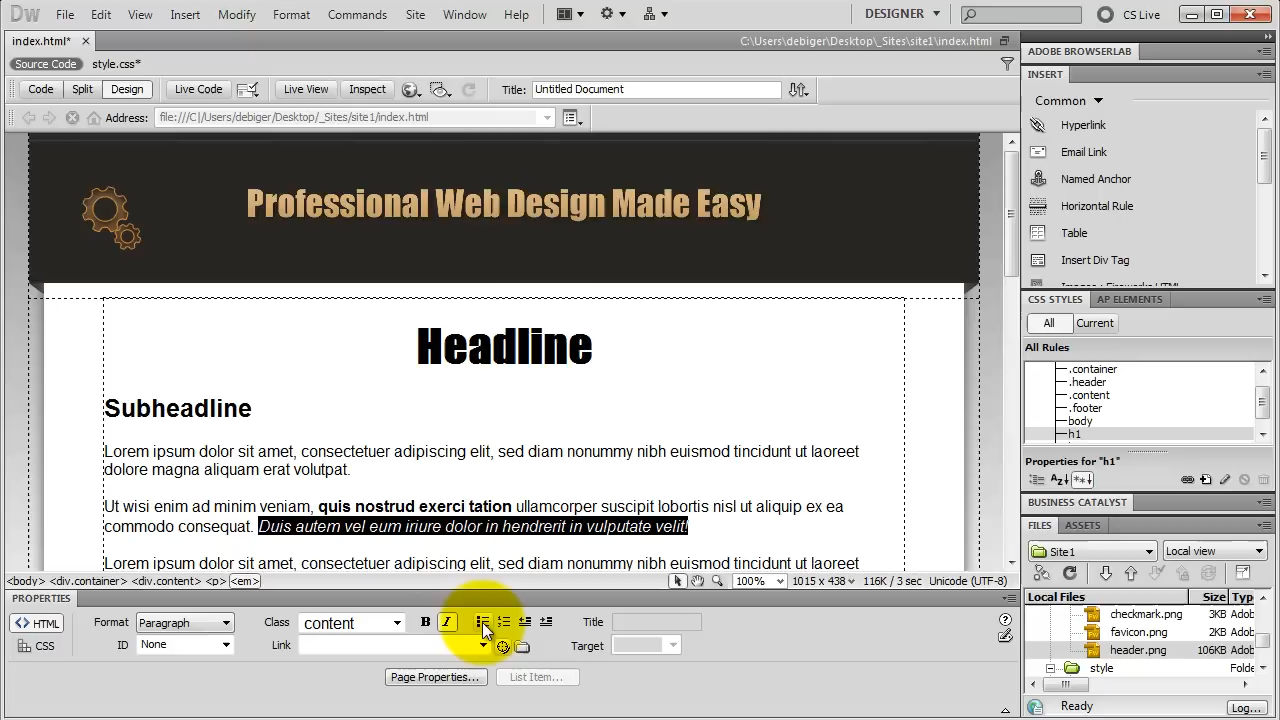 Dw File Edit View Insert Modify Format Commands Site Window Help DESIGNER CS Live
index.html* C:\Users\debiger\Desktop\_Sites\site1\index.html
Source Code style.css*
Code Split Design Live Code Live View Inspect Title: Untitled Document
Address: file:///C|/Users/debiger/Desktop/_Sites/site1/index.html
Professional Web Design Made Easy
Headline
Subheadline
Lorem ipsum dolor sit amet, consectetuer adipiscing elit, sed diam nonummy nibh euismod tincidunt ut laoreet
dolore magna aliquam erat volutpat.
Ut wisi enim ad minim veniam, quis nostrud exerci tation ullamcorper suscipit lobortis nisl ut aliquip ex ea
commodo consequat. Duis autem vel eum iriure dolor in hendrerit in vulputate velit!
Lorem ipsum dolor sit amet, consectetuer adipiscing elit, sed diam nonummy nibh euismod tincidunt ut laoreet
<body> <div.container> <div.content> <p> <em> 100% 1015 x 438 116K / 3 sec Unicode (UTF-8)
PROPERTIES
HTML Format Paragraph Class content B I Title
CSS ID None Link Target
Page Properties... List Item...
ADOBE BROWSERLAB
INSERT
Common
Hyperlink
Email Link
Named Anchor
Horizontal Rule
Table
Insert Div Tag
Images : Fireworks HTML
CSS STYLES AP ELEMENTS
All Current
All Rules
.container
.header
.content
.footer
body
h1
Properties for "h1"
BUSINESS CATALYST
FILES ASSETS
Site1 Local view
Local Files Size Type
checkmark.png 3KB Adob
favicon.png 2KB Adob
header.png 106KB Adob
style Folde
Ready Log...